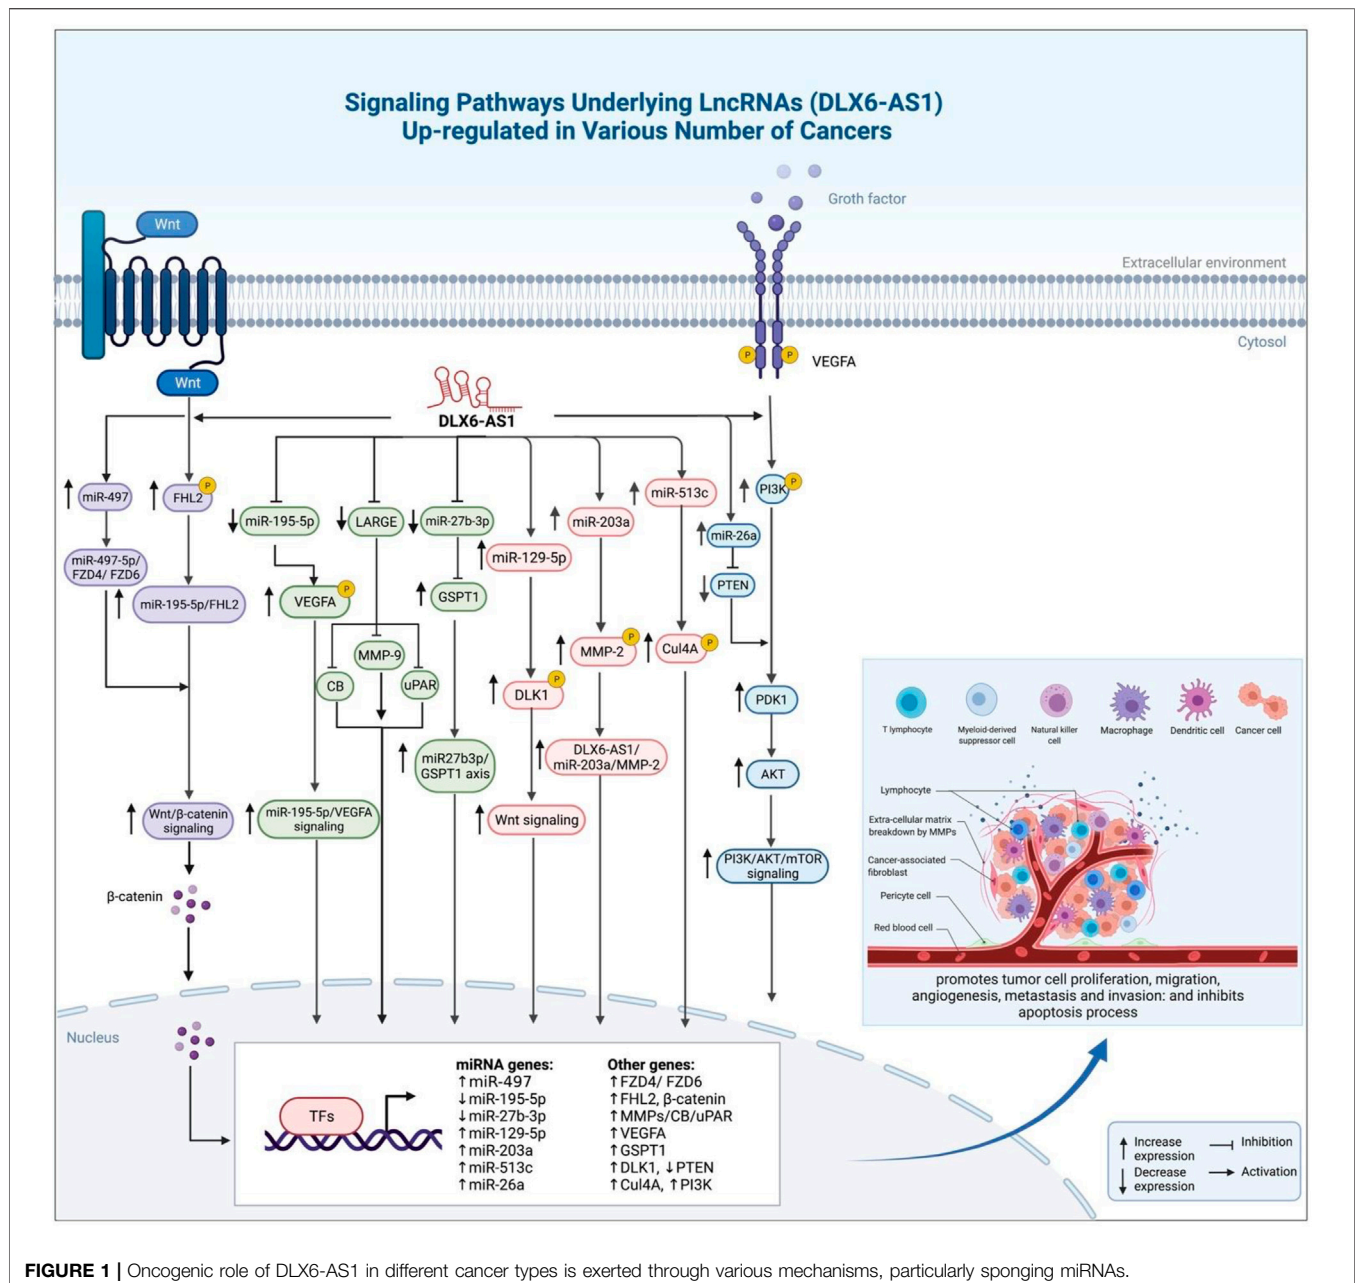 Signaling Pathways Underlying LncRNAs (DLX6-AS1)
Up-regulated in Various Number of Cancers
Groth factor
Wnt
Extracellular environment
Cytosol
P
P
VEGFA
Wnt
DLX6-AS1
miR-497
FHL2
P
miR-195-5p
LARGE
miR-27b-3p
miR-129-5p
miR-203a
miR-513c
PI3K
P
miR-26a
PTEN
miR-497-5p/
FZD4/ FZD6
miR-195-5p/FHL2
VEGFA
P
GSPT1
MMP-9
CB
uPAR
DLK1
P
MMP-2
P
Cul4A
P
PDK1
miR27b3p/
GSPT1 axis
DLX6-AS1/
miR-203a/MMP-2
AKT
Wnt/β-catenin
signaling
miR-195-5p/VEGFA
signaling
Wnt signaling
PI3K/AKT/mTOR
signaling
β-catenin
T lymphocyte
Myeloid-derived
suppressor cell
Natural killer
cell
Macrophage
Dendritic cell
Cancer cell
Lymphocyte
Extra-cellular matrix
breakdown by MMPs
Cancer-associated
fibroblast
Pericyte cell
Red blood cell
promotes tumor cell proliferation, migration,
angiogenesis, metastasis and invasion: and inhibits
apoptosis process
Nucleus
TFs
miRNA genes:
↑miR-497
↓miR-195-5p
↓miR-27b-3p
↑miR-129-5p
↑miR-203a
↑miR-513c
↑miR-26a
Other genes:
↑FZD4/ FZD6
↑FHL2, β-catenin
↑MMPs/CB/uPAR
↑VEGFA
↑GSPT1
↑DLK1, ↓PTEN
↑Cul4A, ↑PI3K
Increase
expression
Decrease
expression
Inhibition
Activation
FIGURE 1 | Oncogenic role of DLX6-AS1 in different cancer types is exerted through various mechanisms, particularly sponging miRNAs.